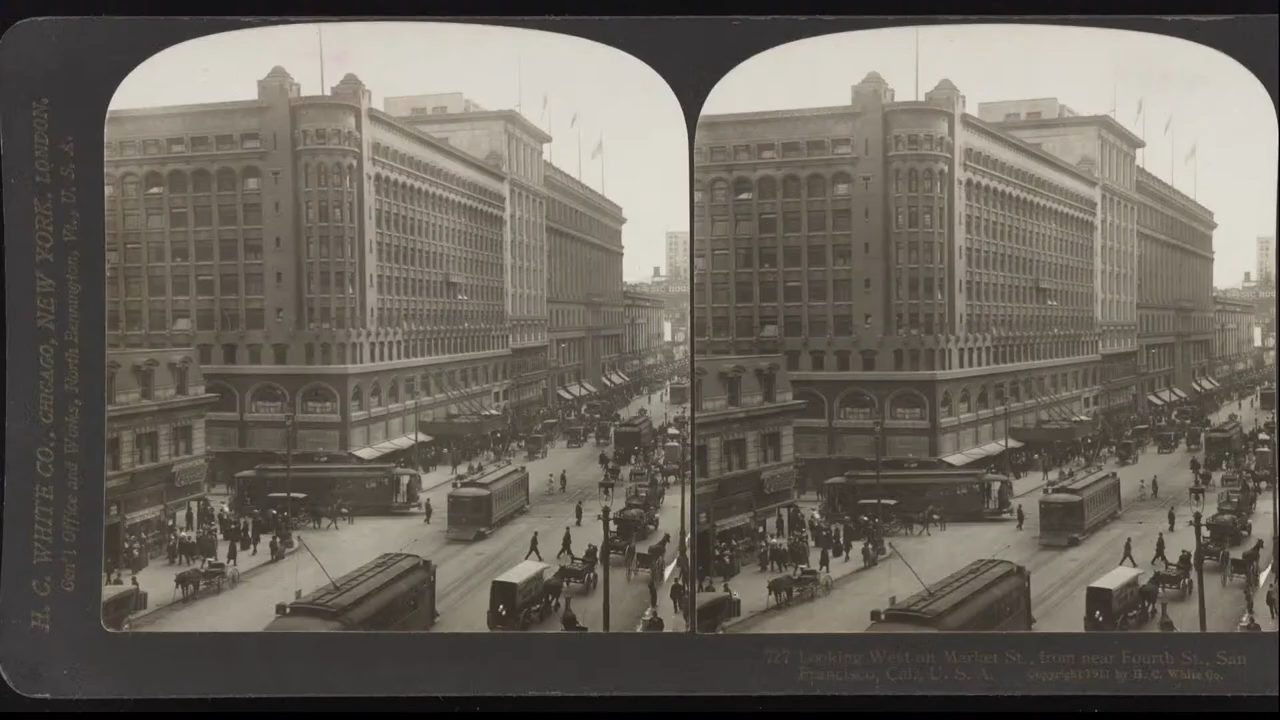 H. C. WHITE CO., CHICAGO, NEW YORK, LONDON.
Gen'l Office and Works, North Bennington, Vt., U. S. A.
727 Looking West on Market St., from near Fourth St., San
Francisco, Cal., U. S. A. Copyright 1911 by H. C. White Co.